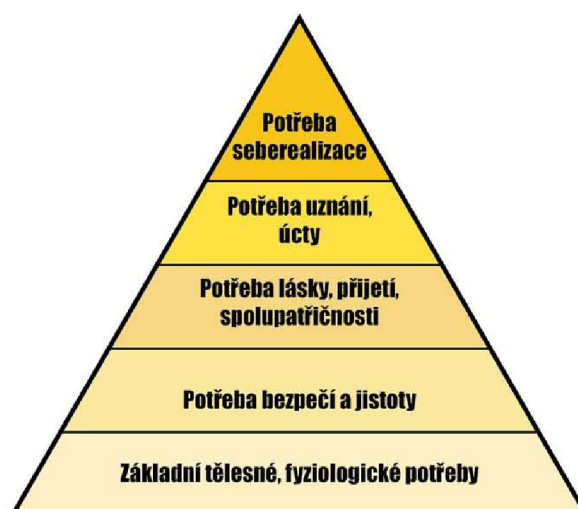 Potřeba
seberealizace
Potřeba uznání,
úcty
Potřeba lásky, přijetí,
spolupatřičnosti
Potřeba bezpečí a jistoty
Základní tělesné, fyziologické potřeby